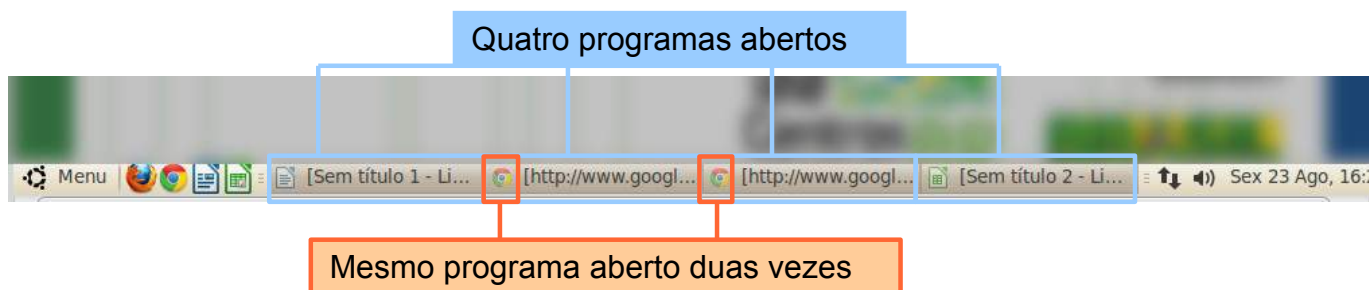 Quatro programas abertos
Centros
Menu [Sem título 1 - Li... [http://www.googl... [http://www.googl... [Sem título 2 - Li... Sex 23 Ago, 16:
Mesmo programa aberto duas vezes